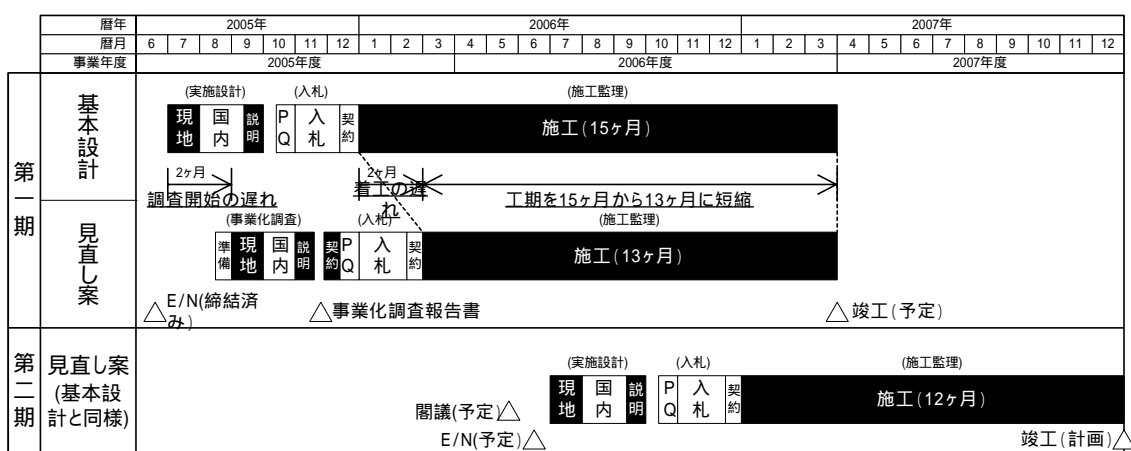 暦年 2005年 2006年 2007年
暦月 6 7 8 9 10 11 12 1 2 3 4 5 6 7 8 9 10 11 12 1 2 3 4 5 6 7 8 9 10 11 12
事業年度 2005年度 2006年度 2007年度
第一期
基本設計
(実施設計) (入札) (施工監理)
現地 国内 説明 PQ 入札 契約 施工(15ヶ月)
2ヶ月 2ヶ月
調査開始の遅れ 着工の遅れ 工期を15ヶ月から13ヶ月に短縮
見直し案
(事業化調査) (入札) (施工監理)
準備 現地 国内 説明 契約 PQ 入札 契約 施工(13ヶ月)
△E/N(締結済み) △事業化調査報告書 △竣工(予定)
第二期
見直し案
(基本設
計と同様)
(実施設計) (入札) (施工監理)
現地 国内 説明 PQ 入札 契約 施工(12ヶ月)
閣議(予定)△
E/N(予定)△ 竣工(計画)△